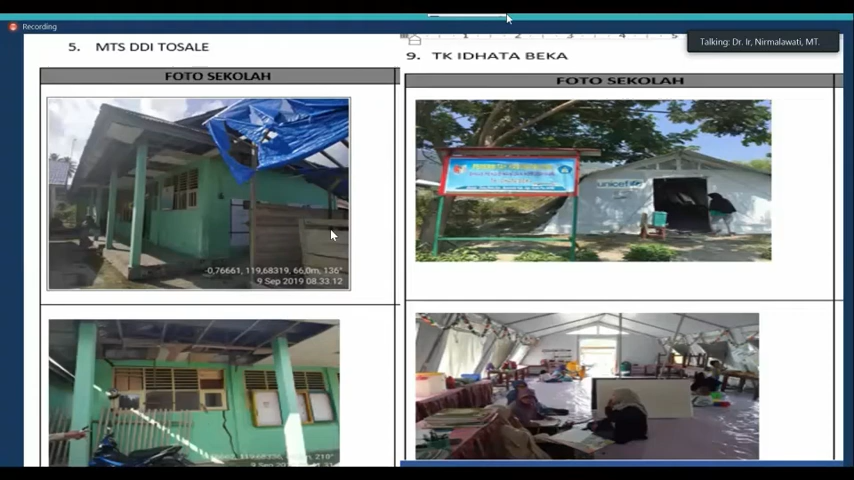 Recording
Talking: Dr. Ir, Nirmalawati, MT.
5. MTS DDI TOSALE
FOTO SEKOLAH
-0,76661, 119,68319, 66,0m, 136°
9 Sep 2019 08.33.12
9. TK IDHATA BEKA
FOTO SEKOLAH
unicef